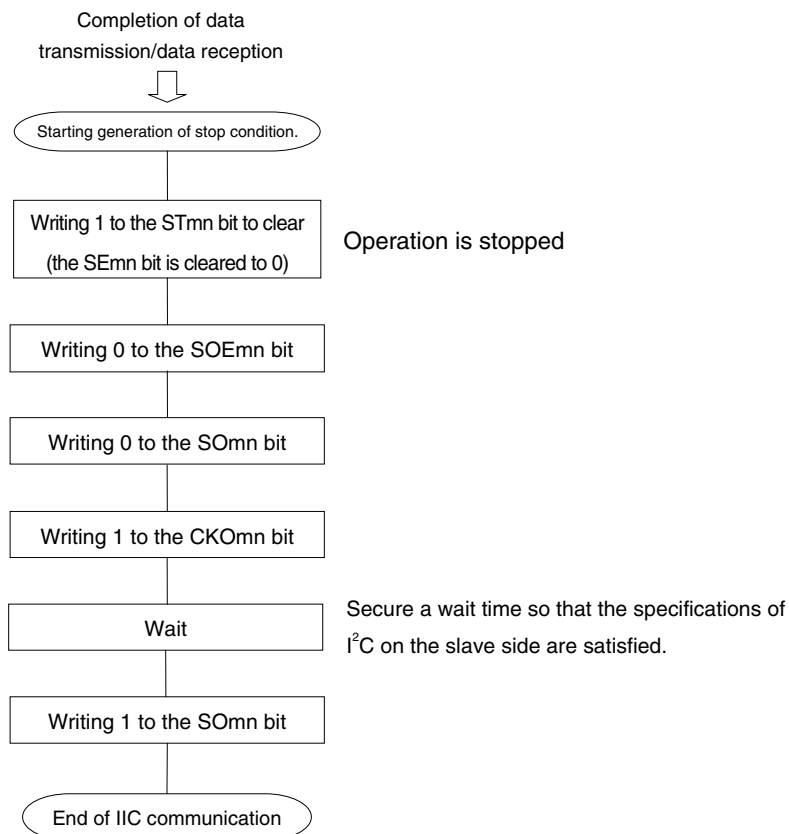 Completion of data
transmission/data reception
Starting generation of stop condition.
Writing 1 to the STmn bit to clear
(the SEmn bit is cleared to 0)
Operation is stopped
Writing 0 to the SOEmn bit
Writing 0 to the SOmn bit
Writing 1 to the CKOmn bit
Wait
Secure a wait time so that the specifications of
I²C on the slave side are satisfied.
Writing 1 to the SOmn bit
End of IIC communication